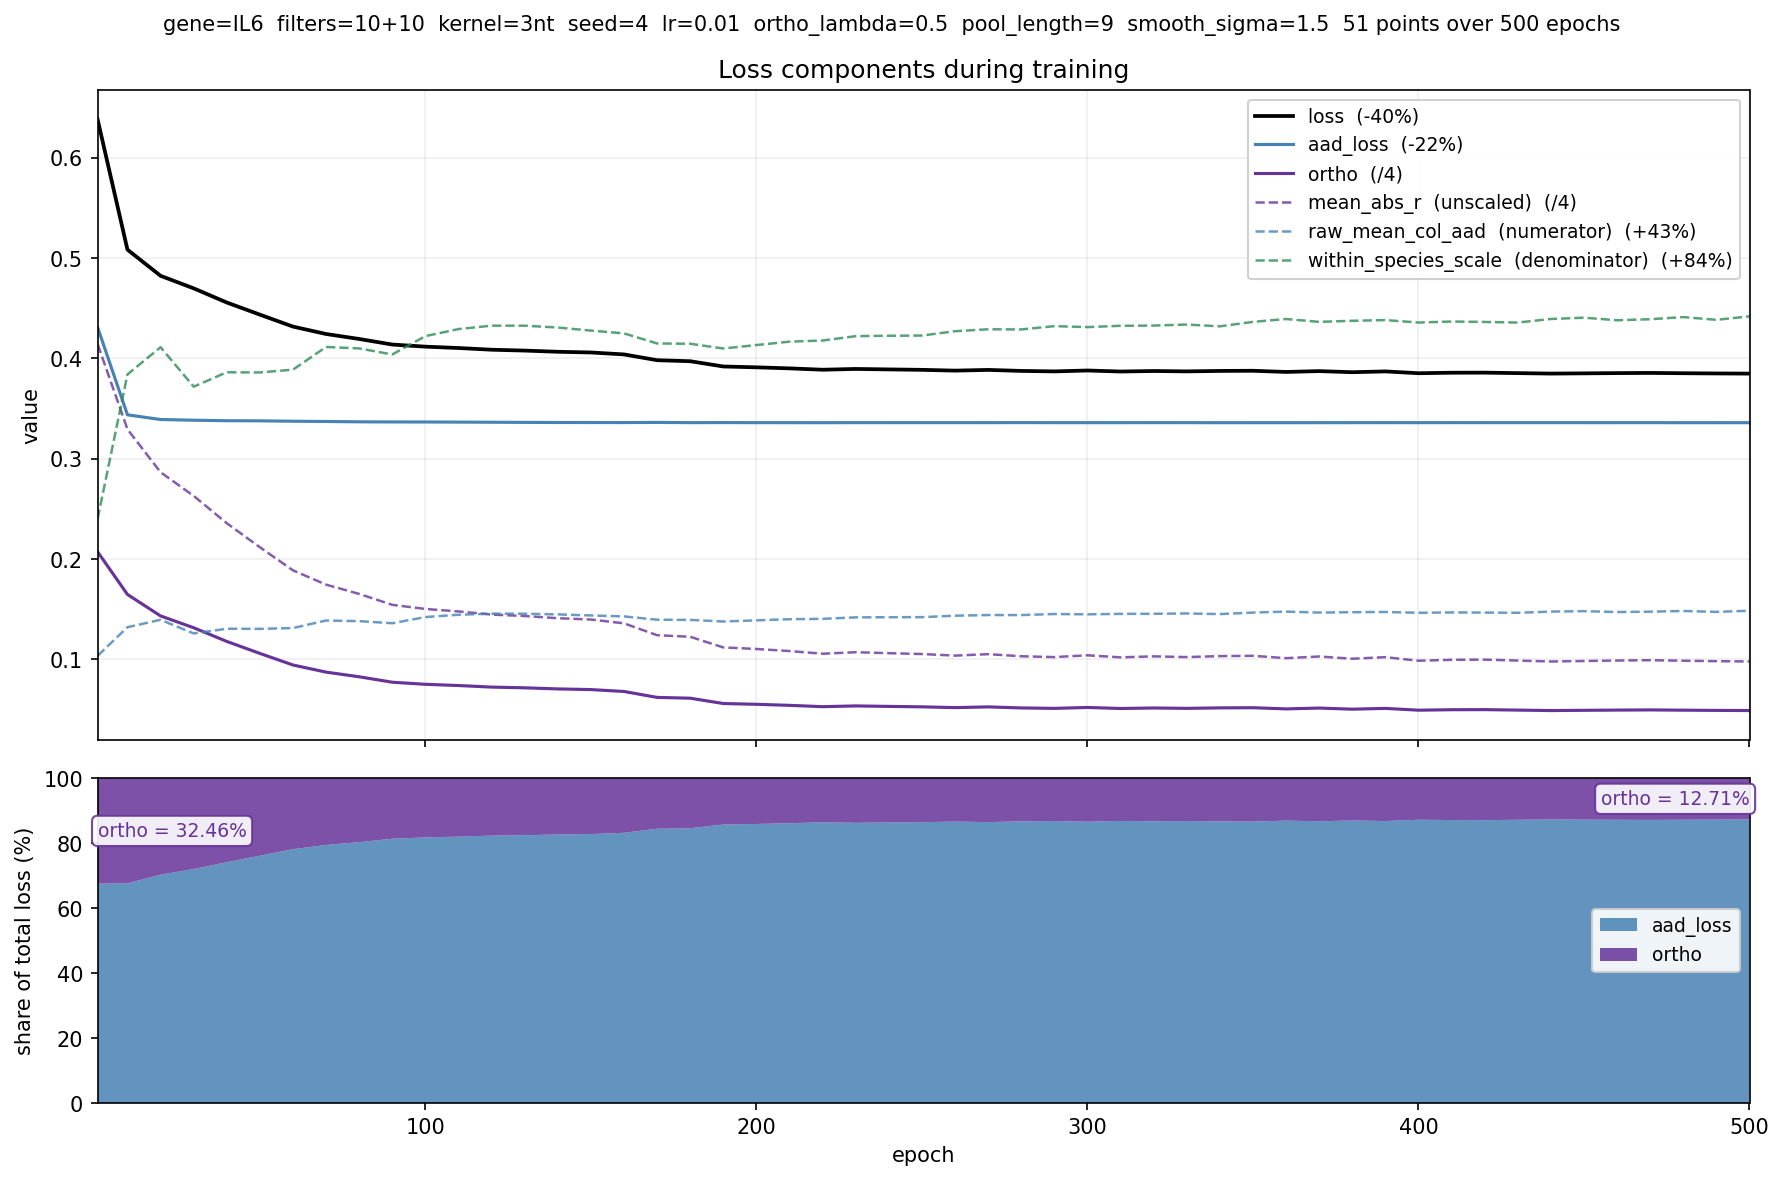 gene=IL6  filters=10+10  kernel=3nt  seed=4  lr=0.01  ortho_lambda=0.5  pool_length=9  smooth_sigma=1.5  51 points over 500 epochs
Loss components during training
loss  (-40%)
aad_loss  (-22%)
ortho  (/4)
mean_abs_r  (unscaled)  (/4)
raw_mean_col_aad  (numerator)  (+43%)
within_species_scale  (denominator)  (+84%)
value
0.6
0.5
0.4
0.3
0.2
0.1
share of total loss (%)
100
80
60
40
20
0
ortho = 32.46%
ortho = 12.71%
aad_loss
ortho
100
200
300
400
500
epoch